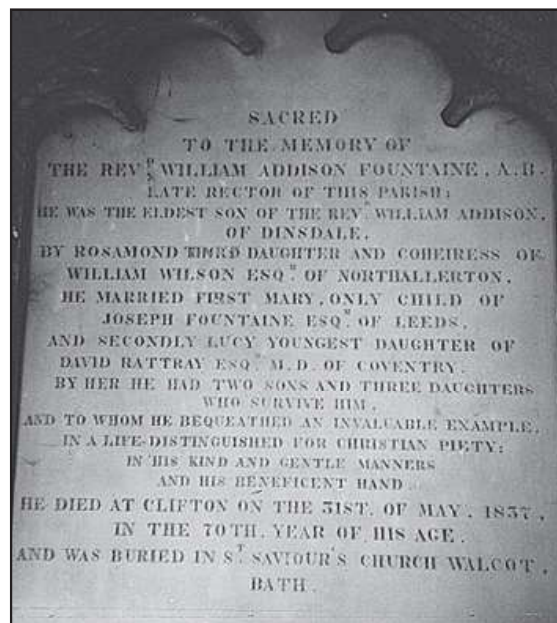 SACRED
TO THE MEMORY OF
THE REVD WILLIAM ADDISON FOUNTAINE. A.B.
LATE RECTOR OF THIS PARISH:
HE WAS THE ELDEST SON OF THE REVD WILLIAM ADDISON,
OF DINSDALE,
BY ROSAMOND THIRD DAUGHTER AND COHEIRESS OF
WILLIAM WILSON ESQR OF NORTHALLERTON.
HE MARRIED FIRST MARY, ONLY CHILD OF
JOSEPH FOUNTAINE ESQR OF LEEDS,
AND SECONDLY LUCY YOUNGEST DAUGHTER OF
DAVID RATTRAY ESQR M.D. OF COVENTRY.
BY HER HE HAD TWO SONS AND THREE DAUGHTERS
WHO SURVIVE HIM,
AND TO WHOM HE BEQUEATHED AN INVALUABLE EXAMPLE,
IN A LIFE DISTINGUISHED FOR CHRISTIAN PIETY:
IN HIS KIND AND GENTLE MANNERS
AND HIS BENEFICENT HAND
HE DIED AT CLIFTON ON THE 31ST. OF MAY. 1837,
IN THE 70TH. YEAR OF HIS AGE.
AND WAS BURIED IN ST. SAVIOUR'S CHURCH WALCOT,
BATH.